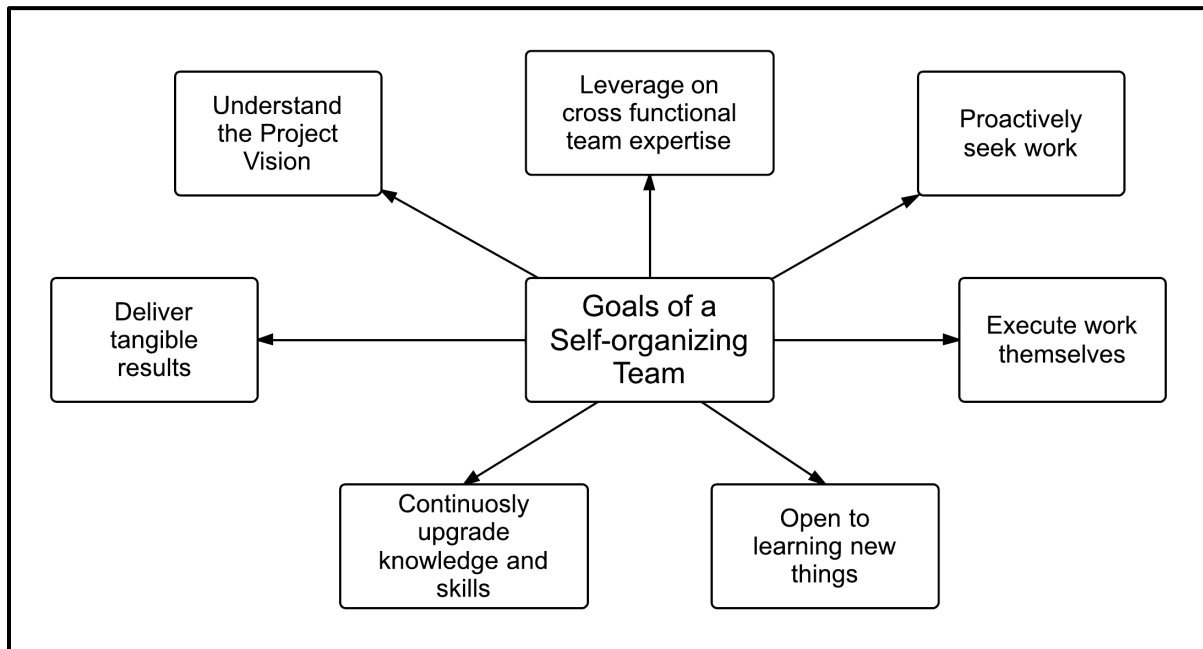 Understand
the Project
Vision
Leverage on
cross functional
team expertise
Proactively
seek work
Deliver
tangible
results
Goals of a
Self-organizing
Team
Execute work
themselves
Continuosly
upgrade
knowledge and
skills
Open to
learning new
things